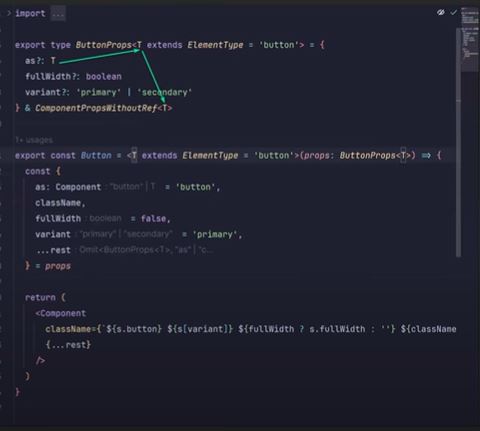 import ...
export type ButtonProps<T extends ElementType = 'button'> = {
as?: T
fullWidth?: boolean
variant?: 'primary' | 'secondary'
} & ComponentPropsWithoutRef<T>
1+ usages
export const Button = <T extends ElementType = 'button'>(props: ButtonProps<T>) => {
const {
as: Component :"button" | T = 'button',
className,
fullWidth :boolean = false,
variant :"primary" | "secondary" = 'primary',
...rest :Omit<ButtonProps<T>, "as" | "c...
} = props
return (
<Component
className={`${s.button} ${s[variant]} ${fullWidth ? s.fullWidth : ''} ${className
{...rest}
/>
)
}